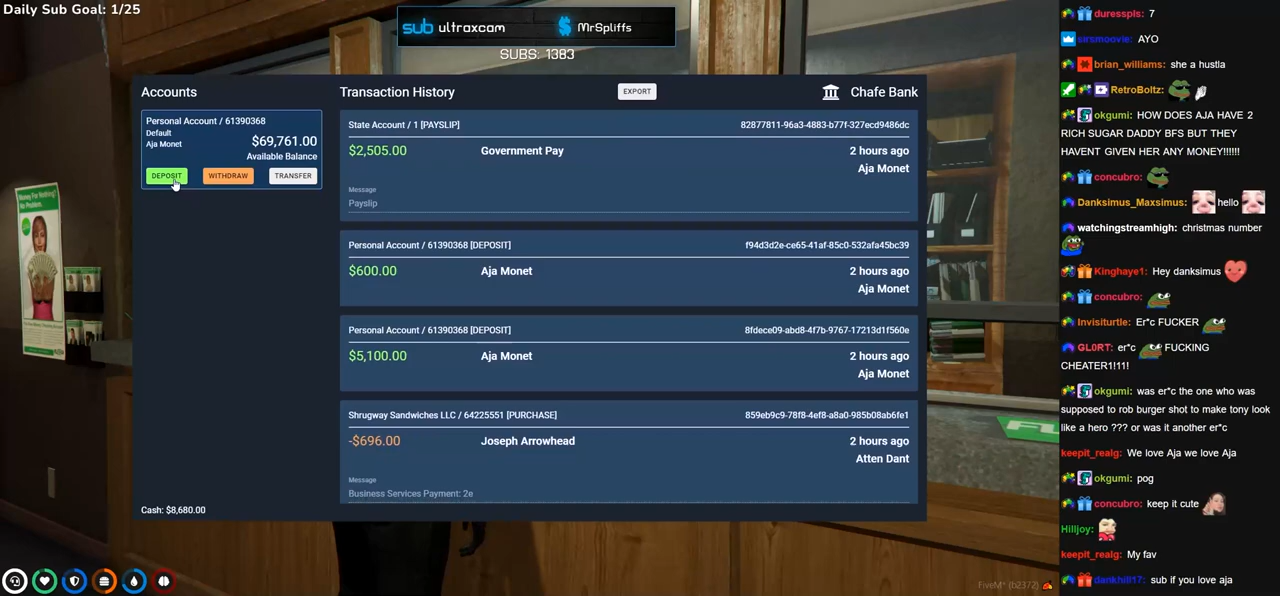 Daily Sub Goal: 1/25
sub ultraxcam MrSpliffs
SUBS: 1383
Accounts
Personal Account / 61390368
Default
Aja Monet
$69,761.00
Available Balance
DEPOSIT WITHDRAW TRANSFER
Cash: $8,680.00
Transaction History
EXPORT
Chafe Bank
State Account / 1 [PAYSLIP] 82877811-96a3-4883-b77f-327ecd9486dc
$2,505.00 Government Pay 2 hours ago
Aja Monet
Message
Payslip
Personal Account / 61390368 [DEPOSIT] f94d3d2e-ce65-41af-85c0-532afa45bc39
$600.00 Aja Monet 2 hours ago
Aja Monet
Personal Account / 61390368 [DEPOSIT] 8fdece09-abd8-4f7b-9767-17213d1f560e
$5,100.00 Aja Monet 2 hours ago
Aja Monet
Shrugway Sandwiches LLC / 64225551 [PURCHASE] 859eb9c9-78f8-4ef8-a8a0-985b08ab6fe1
-$696.00 Joseph Arrowhead 2 hours ago
Atten Dant
Message
Business Services Payment: 2e
Money For Nothing?
No Problem.
FiveM* (b2372)
duresspls: 7
sirsmoovie: AYO
brian_williams: she a hustla
RetroBoltz:
okgumi: HOW DOES AJA HAVE 2
RICH SUGAR DADDY BFS BUT THEY
HAVENT GIVEN HER ANY MONEY!!!!!!
concubro:
Danksimus_Maxsimus: hello
watchingstreamhigh: christmas number
Kinghaye1: Hey danksimus
concubro:
Invisiturtle: Er*c FUCKER
GL0RT: er*c FUCKING
CHEATER1!11!
okgumi: was er*c the one who was
supposed to rob burger shot to make tony look
like a hero ??? or was it another er*c
keepit_realg: We love Aja we love Aja
okgumi: pog
concubro: keep it cute
Hilljoy:
keepit_realg: My fav
dankhill17: sub if you love aja